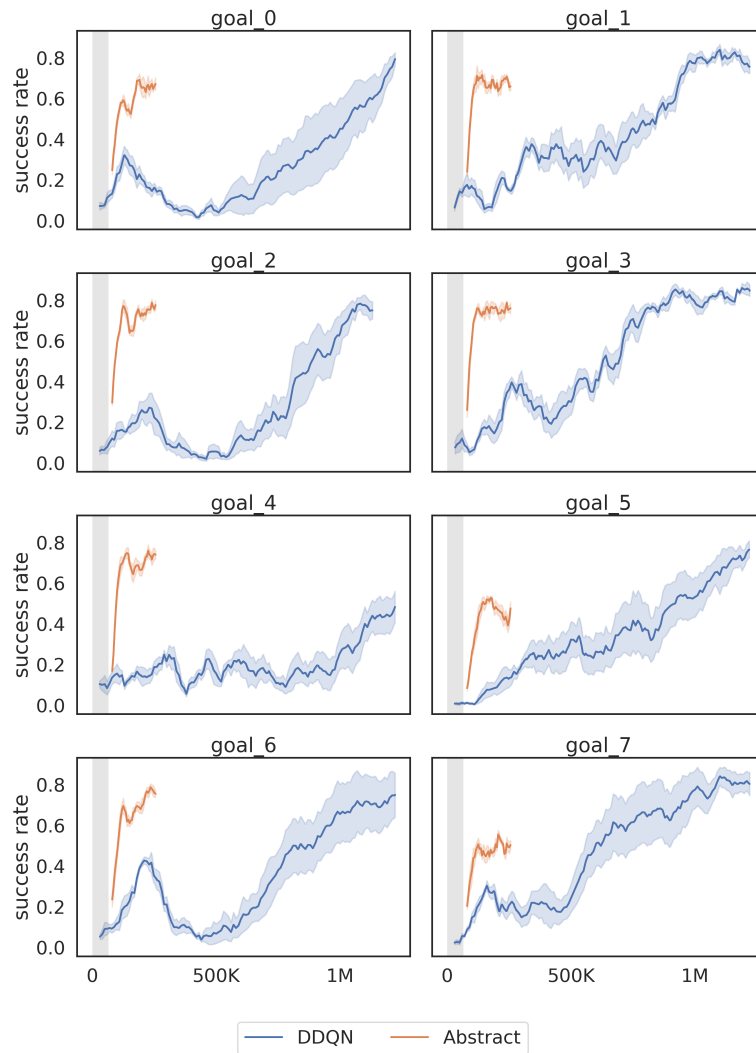 goal_0
goal_1
success rate
0.8
0.6
0.4
0.2
0.0
goal_2
goal_3
success rate
0.8
0.6
0.4
0.2
0.0
goal_4
goal_5
success rate
0.8
0.6
0.4
0.2
0.0
goal_6
goal_7
success rate
0.8
0.6
0.4
0.2
0.0
0 500K 1M
0 500K 1M
DDQN Abstract